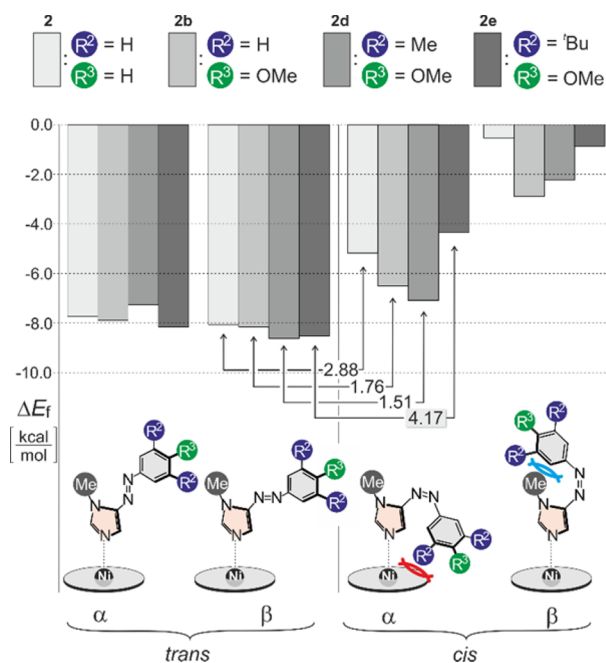 2 2b 2d 2e
: R² = H : R² = H : R² = Me : R² = ᵗBu
R³ = H R³ = OMe R³ = OMe R³ = OMe
0.0
-2.0
-4.0
-6.0
-8.0
-10.0
2.88
1.76
1.51
4.17
ΔE_f
[kcal
mol]
R² R³ R² Me N N N N Ni
R² R³ R² Me N=N N N Ni
Me N=N N N R² R² R³ Ni
R³ R² R² Me N N N N Ni
α β α β
trans cis